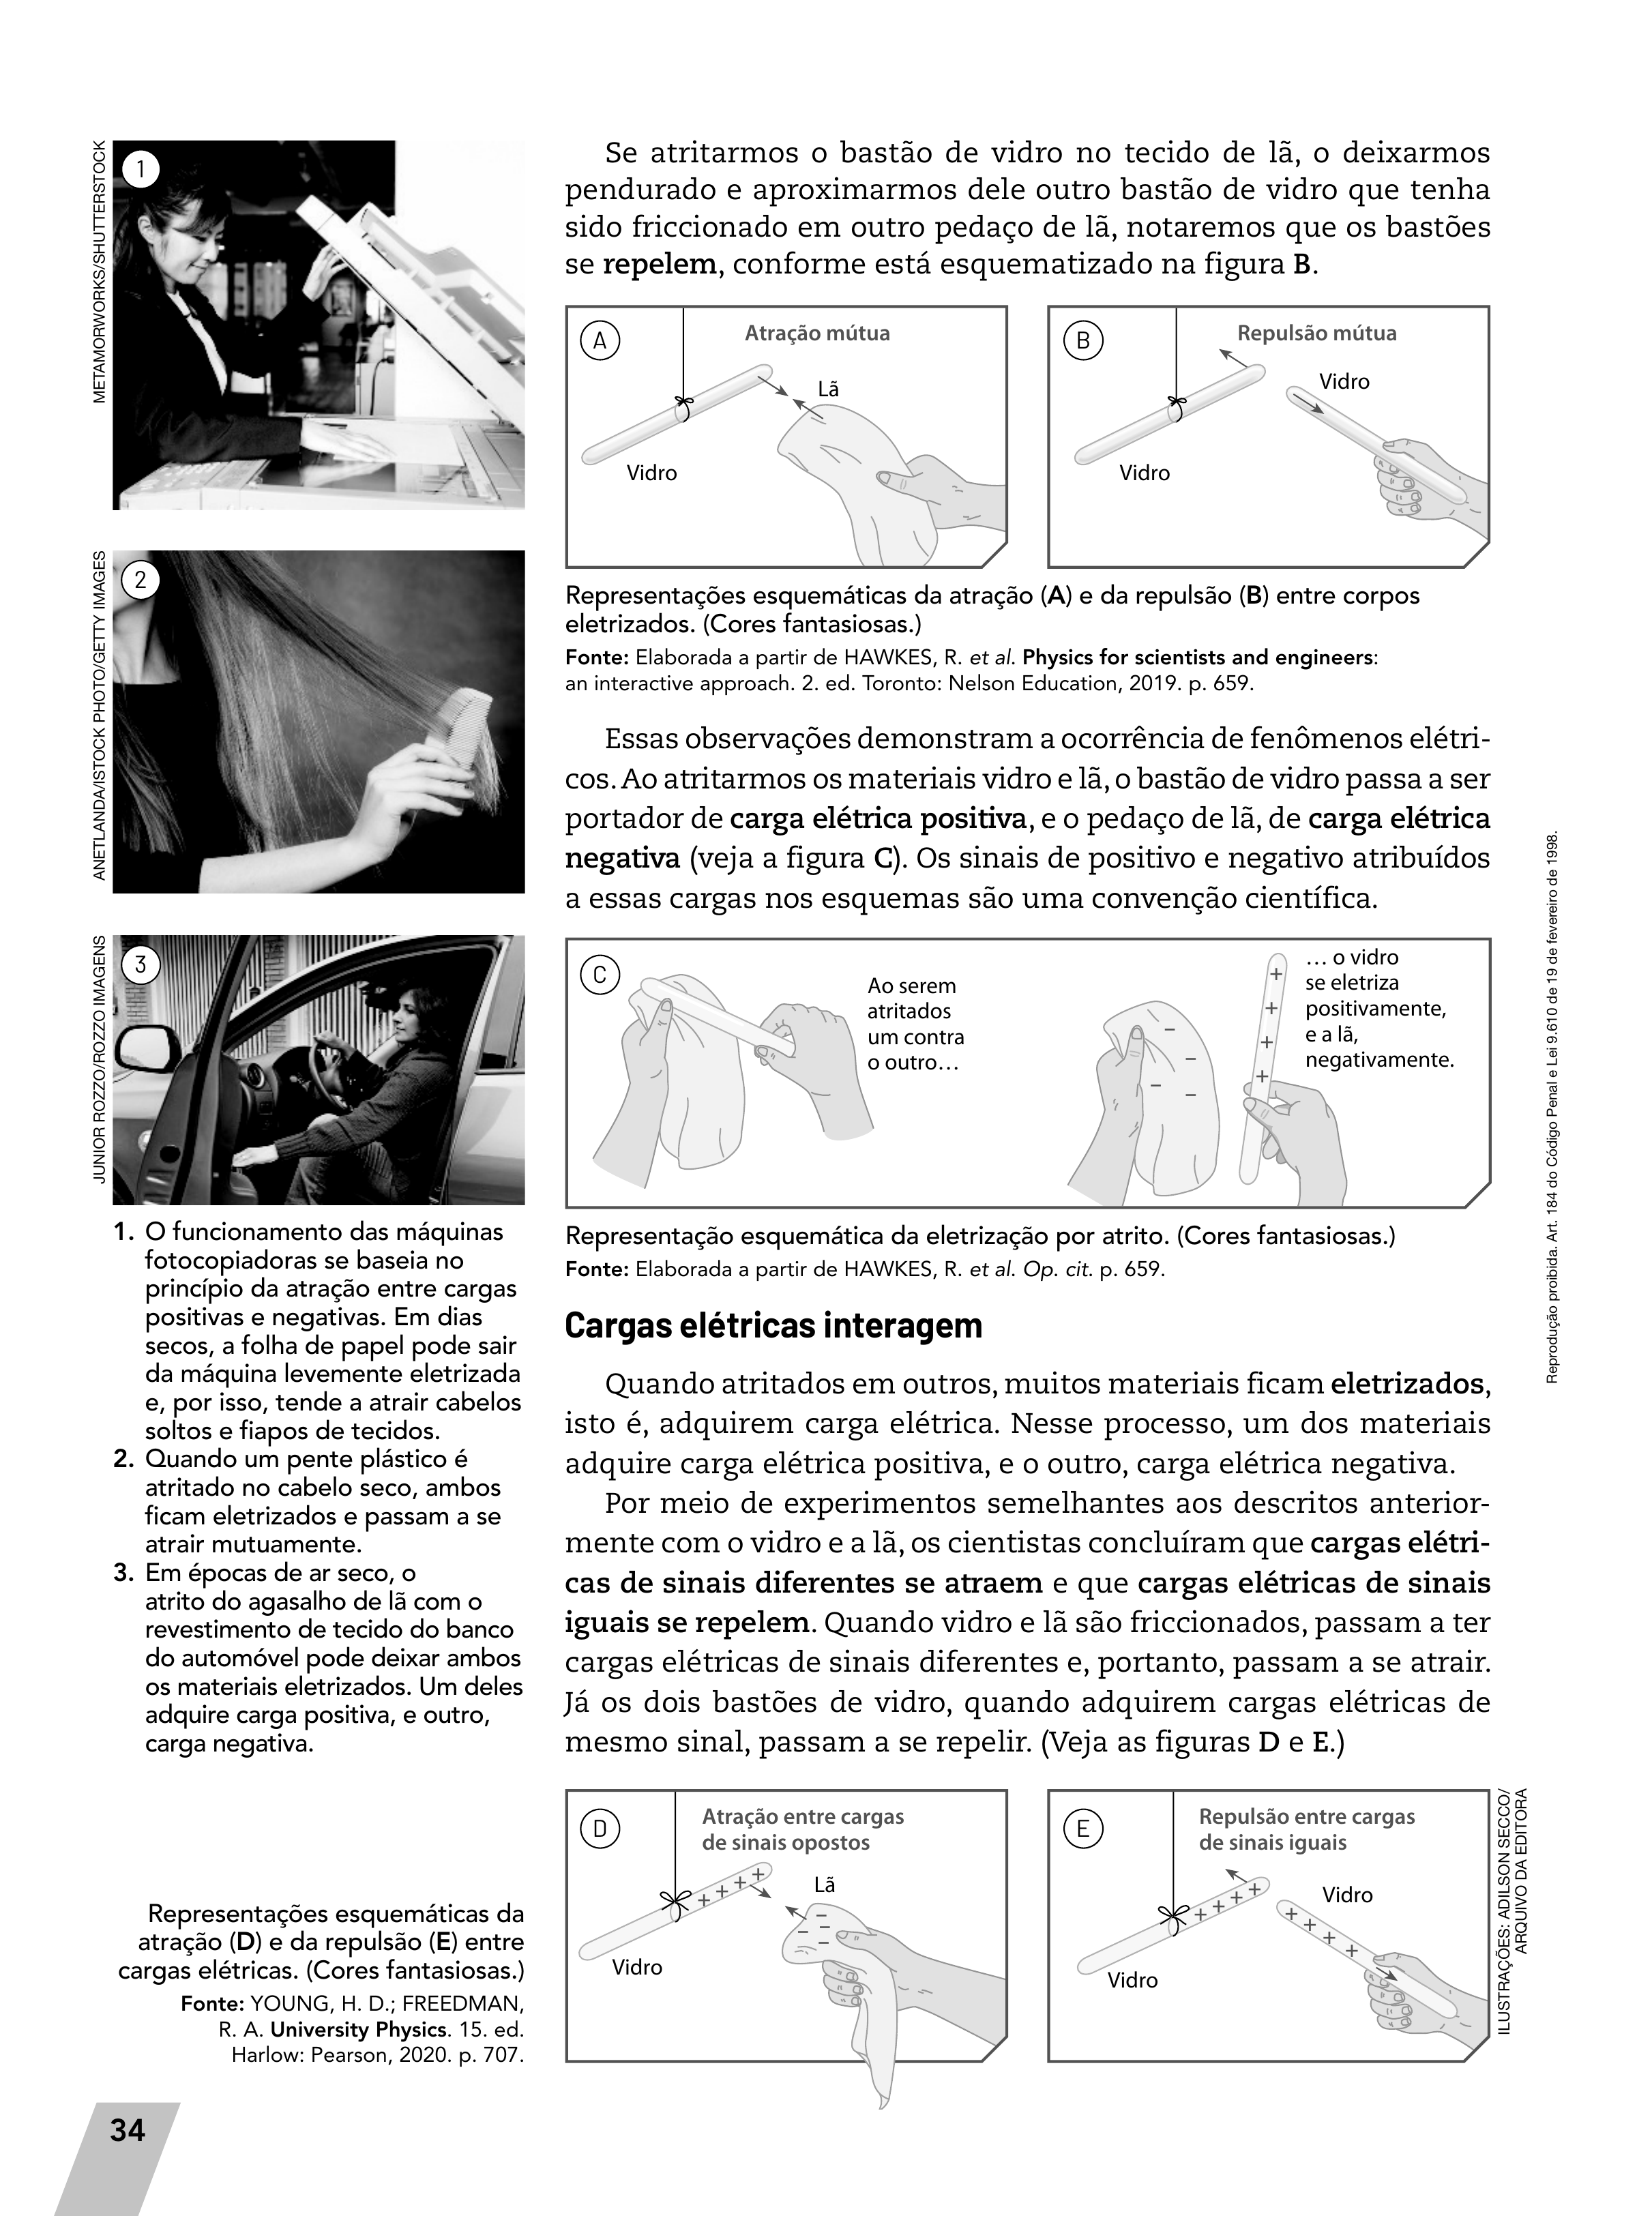 METAMORWORKS/SHUTTERSTOCK
1
ANETLANDA/ISTOCK PHOTO/GETTY IMAGES
2
JUNIOR ROZZO/ROZZO IMAGENS
3
1. O funcionamento das máquinas
fotocopiadoras se baseia no
princípio da atração entre cargas
positivas e negativas. Em dias
secos, a folha de papel pode sair
da máquina levemente eletrizada
e, por isso, tende a atrair cabelos
soltos e fiapos de tecidos.
2. Quando um pente plástico é
atritado no cabelo seco, ambos
ficam eletrizados e passam a se
atrair mutuamente.
3. Em épocas de ar seco, o
atrito do agasalho de lã com o
revestimento de tecido do banco
do automóvel pode deixar ambos
os materiais eletrizados. Um deles
adquire carga positiva, e outro,
carga negativa.
Se atritarmos o bastão de vidro no tecido de lã, o deixarmos
pendurado e aproximarmos dele outro bastão de vidro que tenha
sido friccionado em outro pedaço de lã, notaremos que os bastões
se repelem, conforme está esquematizado na figura B.
A
Atração mútua
Lã
Vidro
B
Repulsão mútua
Vidro
Vidro
Representações esquemáticas da atração (A) e da repulsão (B) entre corpos
eletrizados. (Cores fantasiosas.)
Fonte: Elaborada a partir de HAWKES, R. et al. Physics for scientists and engineers:
an interactive approach. 2. ed. Toronto: Nelson Education, 2019. p. 659.
Essas observações demonstram a ocorrência de fenômenos elétri-
cos. Ao atritarmos os materiais vidro e lã, o bastão de vidro passa a ser
portador de carga elétrica positiva, e o pedaço de lã, de carga elétrica
negativa (veja a figura C). Os sinais de positivo e negativo atribuídos
a essas cargas nos esquemas são uma convenção científica.
C
Ao serem
atritados
um contra
o outro…
– – – –
+ + + +
… o vidro
se eletriza
positivamente,
e a lã,
negativamente.
Representação esquemática da eletrização por atrito. (Cores fantasiosas.)
Fonte: Elaborada a partir de HAWKES, R. et al. Op. cit. p. 659.
Cargas elétricas interagem
Quando atritados em outros, muitos materiais ficam eletrizados,
isto é, adquirem carga elétrica. Nesse processo, um dos materiais
adquire carga elétrica positiva, e o outro, carga elétrica negativa.
Por meio de experimentos semelhantes aos descritos anterior-
mente com o vidro e a lã, os cientistas concluíram que cargas elétri-
cas de sinais diferentes se atraem e que cargas elétricas de sinais
iguais se repelem. Quando vidro e lã são friccionados, passam a ter
cargas elétricas de sinais diferentes e, portanto, passam a se atrair.
Já os dois bastões de vidro, quando adquirem cargas elétricas de
mesmo sinal, passam a se repelir. (Veja as figuras D e E.)
D
Atração entre cargas
de sinais opostos
+ + + +
Lã
– – – –
Vidro
E
Repulsão entre cargas
de sinais iguais
+ + + +
Vidro
+ + + +
Vidro
Representações esquemáticas da
atração (D) e da repulsão (E) entre
cargas elétricas. (Cores fantasiosas.)
Fonte: YOUNG, H. D.; FREEDMAN,
R. A. University Physics. 15. ed.
Harlow: Pearson, 2020. p. 707.
ILUSTRAÇÕES: ADILSON SECCO/
ARQUIVO DA EDITORA
Reprodução proibida. Art. 184 do Código Penal e Lei 9.610 de 19 de fevereiro de 1998.
34